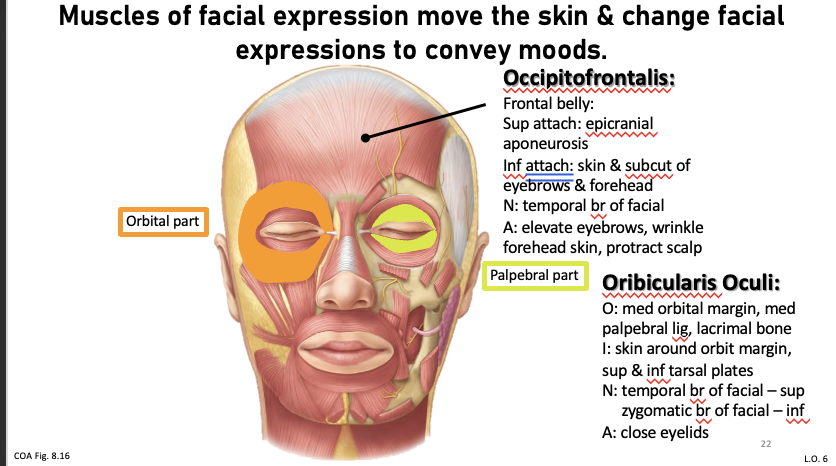 Muscles of facial expression move the skin & change facial
expressions to convey moods.
Occipitofrontalis:
Frontal belly:
Sup attach: epicranial
aponeurosis
Inf attach: skin & subcut of
eyebrows & forehead
N: temporal br of facial
A: elevate eyebrows, wrinkle
forehead skin, protract scalp
Orbital part
Palpebral part
Oribicularis Oculi:
O: med orbital margin, med
palpebral lig, lacrimal bone
I: skin around orbit margin,
sup & inf tarsal plates
N: temporal br of facial – sup
zygomatic br of facial – inf
A: close eyelids
22
COA Fig. 8.16
L.O. 6